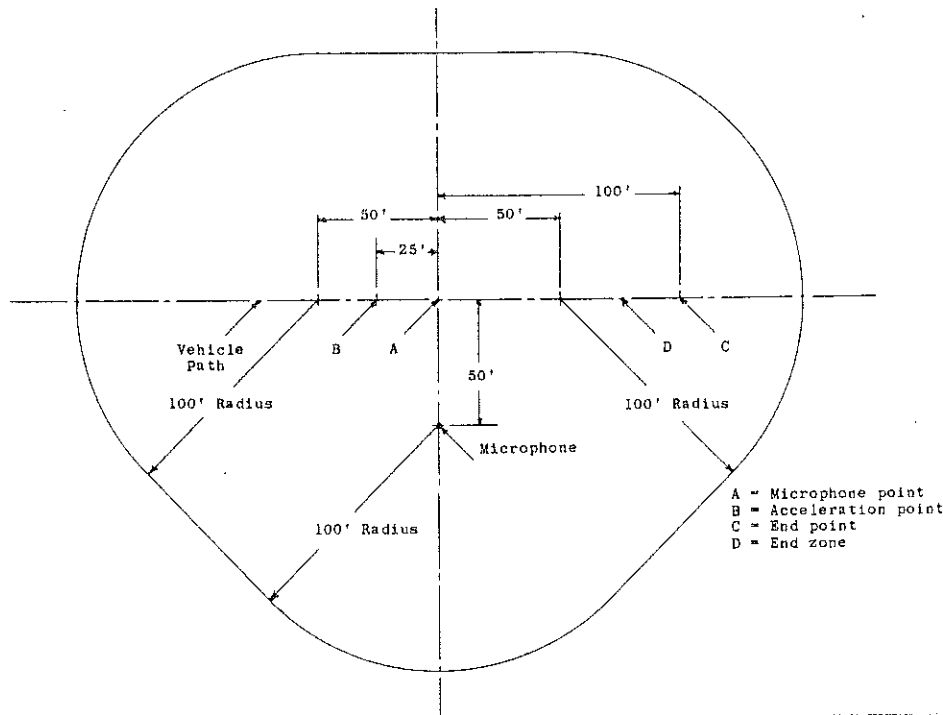 100'
50'
50'
25'
Vehicle
Path
B
A
D
C
50'
100' Radius
100' Radius
Microphone
100' Radius
A = Microphone point
B = Acceleration point
C = End point
D = End zone